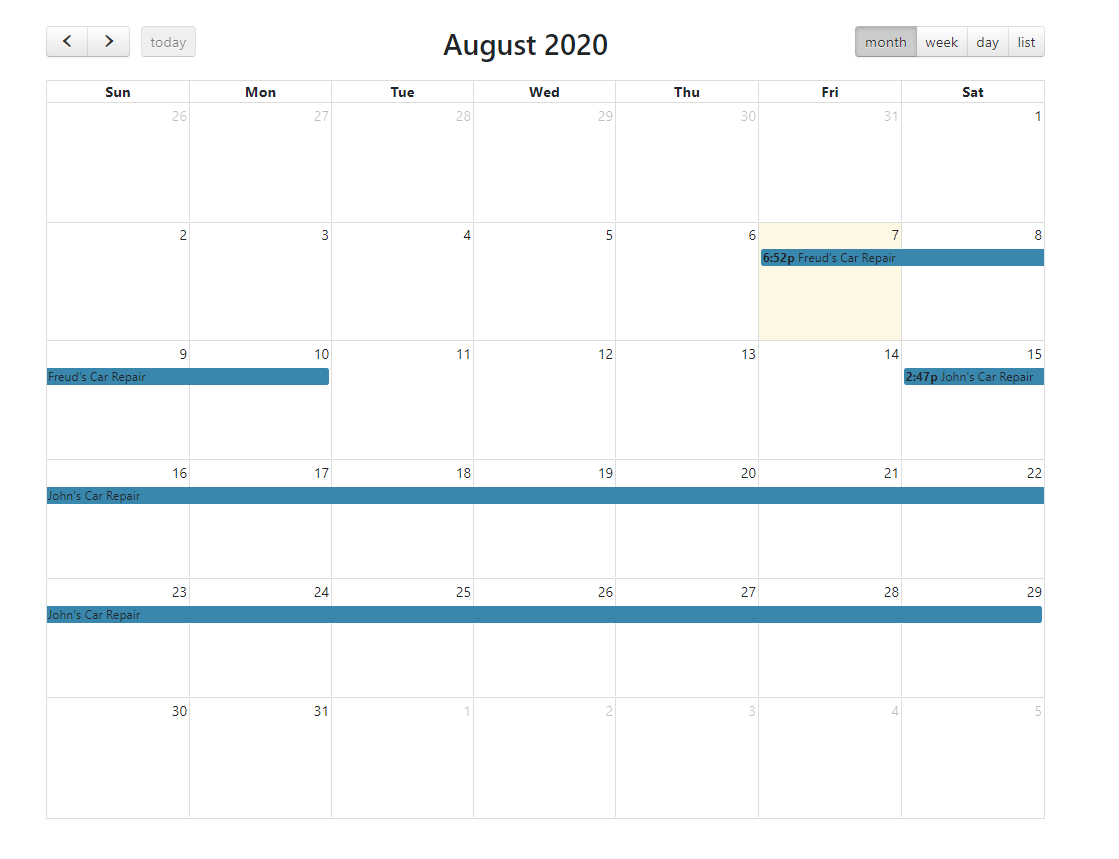 today August 2020 month week day list
Sun Mon Tue Wed Thu Fri Sat
26 27 28 29 30 31 1
2 3 4 5 6 7 8
6:52p Freud's Car Repair
9 10 11 12 13 14 15
Freud's Car Repair 2:47p John's Car Repair
16 17 18 19 20 21 22
John's Car Repair
23 24 25 26 27 28 29
John's Car Repair
30 31 1 2 3 4 5